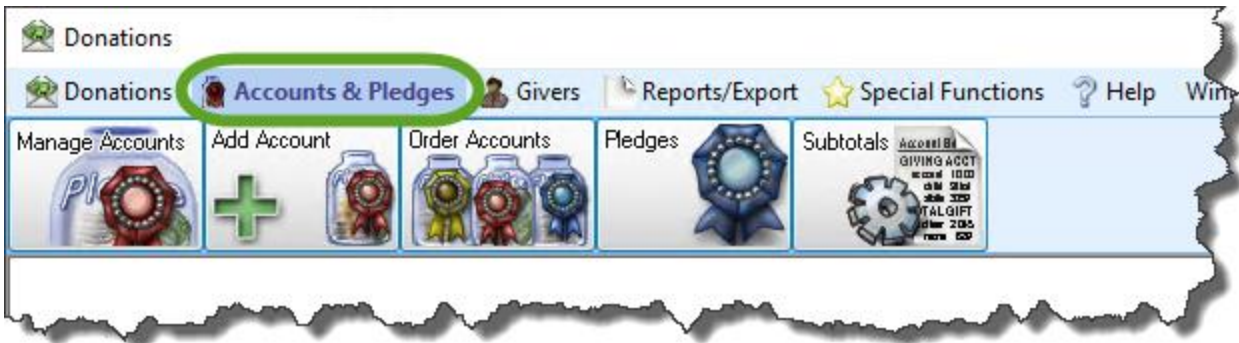 Donations
Donations Accounts & Pledges Givers Reports/Export Special Functions Help
Manage Accounts Add Account Order Accounts Pledges Subtotals
GIVING ACCT